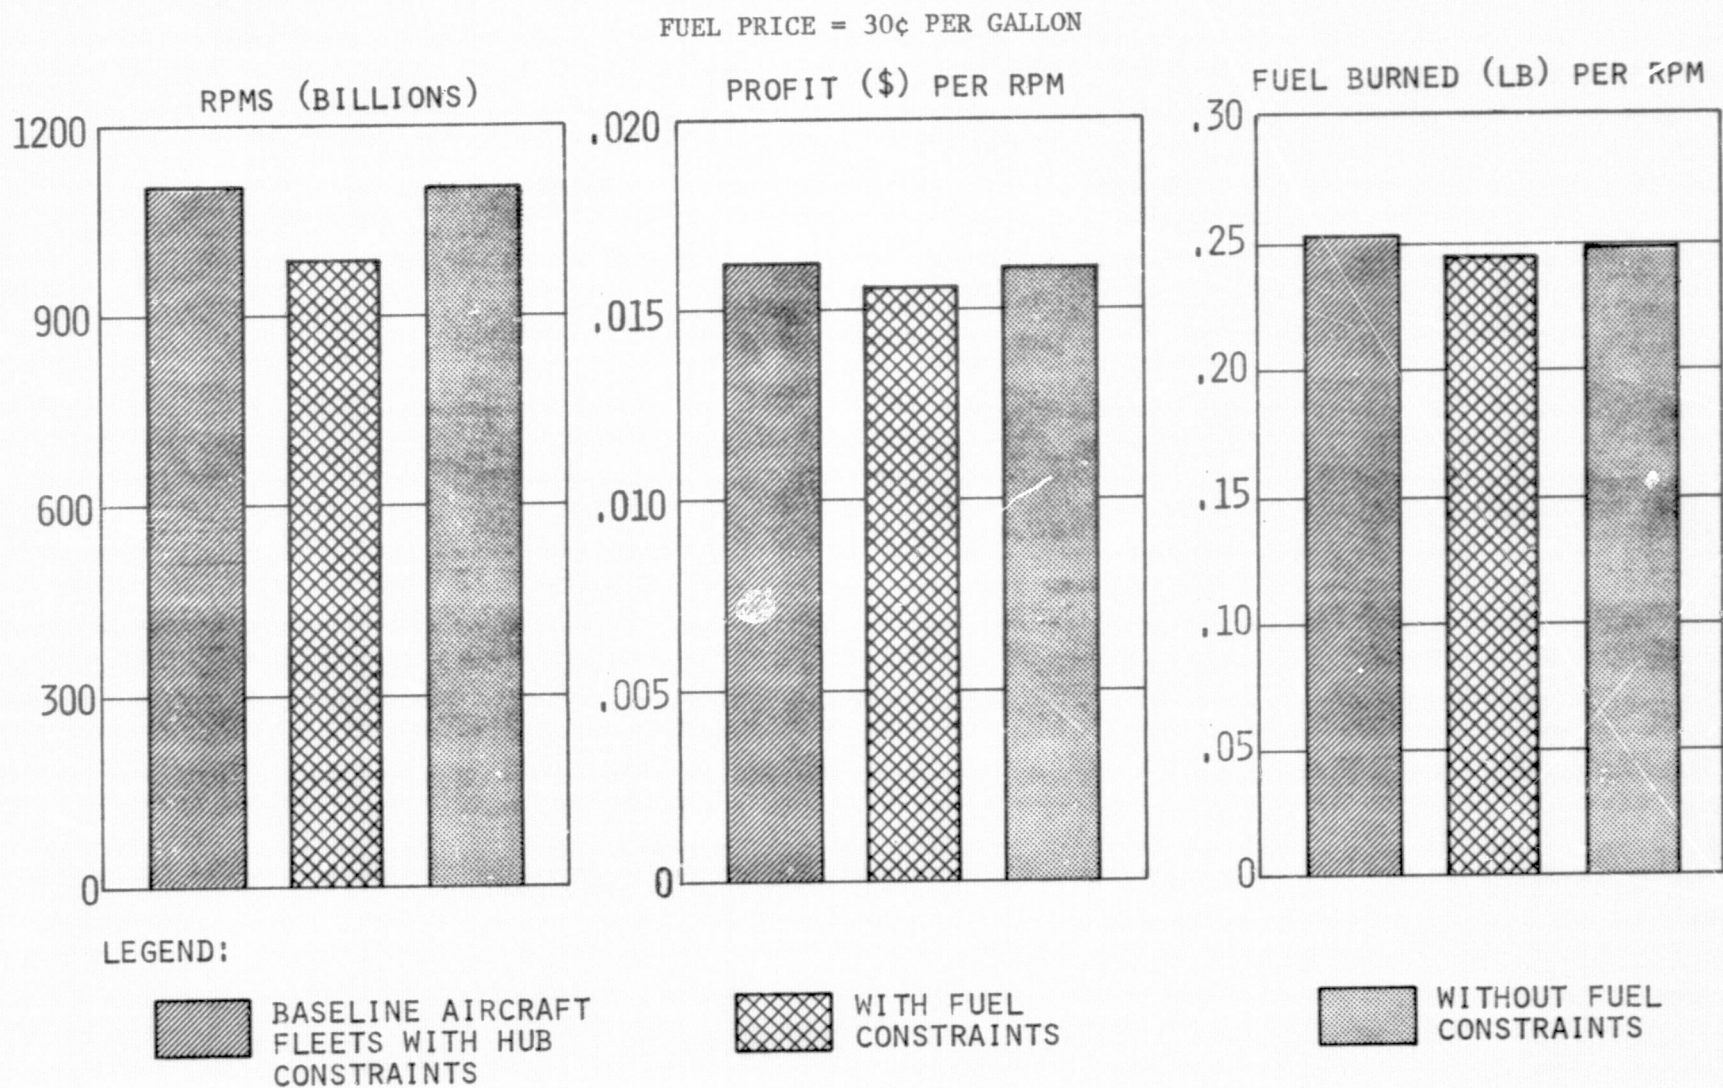 FUEL PRICE = 30¢ PER GALLON
RPMS (BILLIONS)
1200
900
600
300
0
PROFIT ($) PER RPM
.020
.015
.010
.005
0
FUEL BURNED (LB) PER RPM
.30
.25
.20
.15
.10
.05
0
LEGEND:
BASELINE AIRCRAFT
FLEETS WITH HUB
CONSTRAINTS
WITH FUEL
CONSTRAINTS
WITHOUT FUEL
CONSTRAINTS